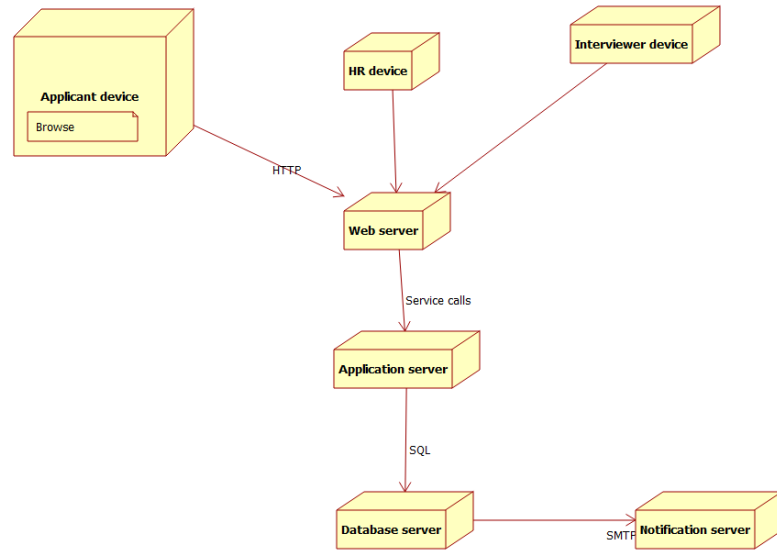 Interviewer device
HR device
Applicant device
Browse
HTTP
Web server
Service calls
Application server
SQL
Database server
SMTP
Notification server